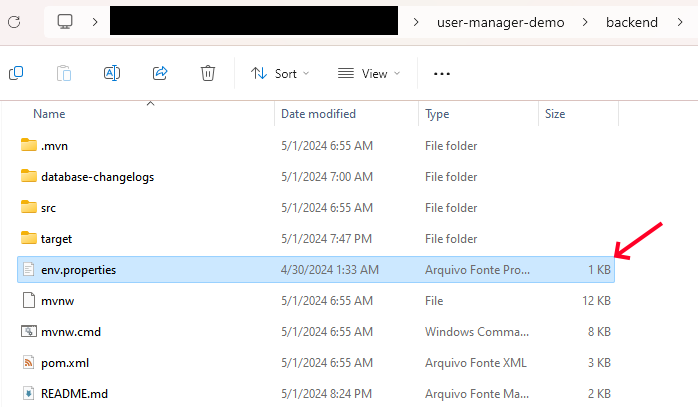 user-manager-demo backend
Sort View
Name Date modified Type Size
.mvn 5/1/2024 6:55 AM File folder
database-changelogs 5/1/2024 7:00 AM File folder
src 5/1/2024 6:55 AM File folder
target 5/1/2024 7:47 PM File folder
env.properties 4/30/2024 1:33 AM Arquivo Fonte Pro... 1 KB
mvnw 5/1/2024 6:55 AM File 12 KB
mvnw.cmd 5/1/2024 6:55 AM Windows Comma... 8 KB
pom.xml 5/1/2024 6:55 AM Arquivo Fonte XML 3 KB
README.md 5/1/2024 8:24 PM Arquivo Fonte Ma... 2 KB